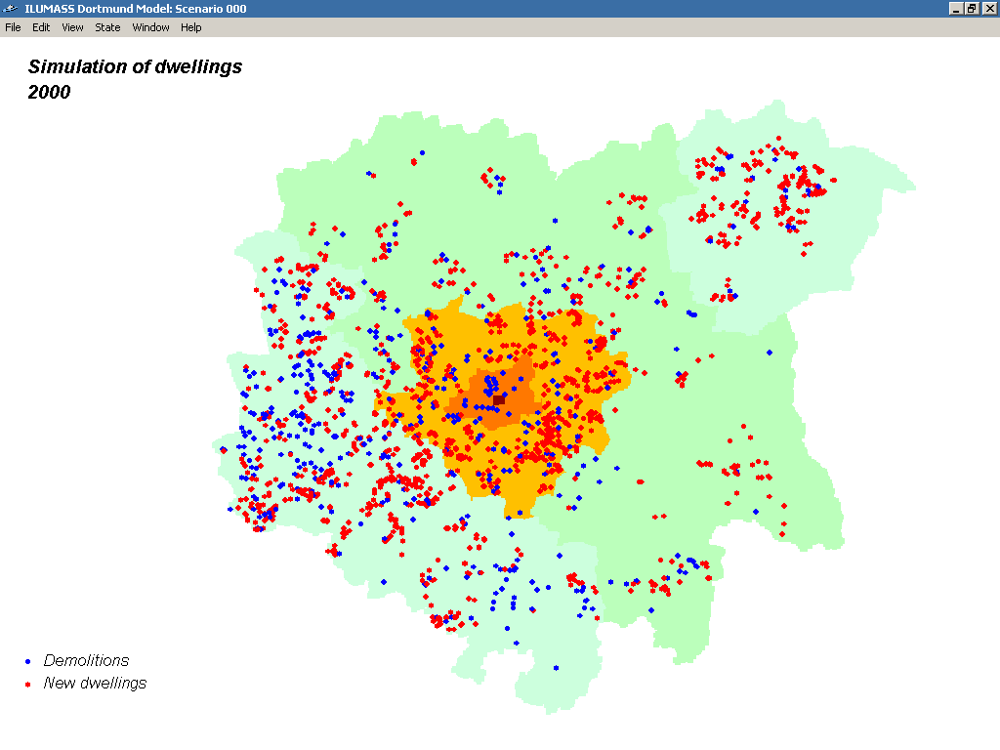 ILUMASS Dortmund Model: Scenario 000
File Edit View State Window Help
Simulation of dwellings
2000
Demolitions
New dwellings